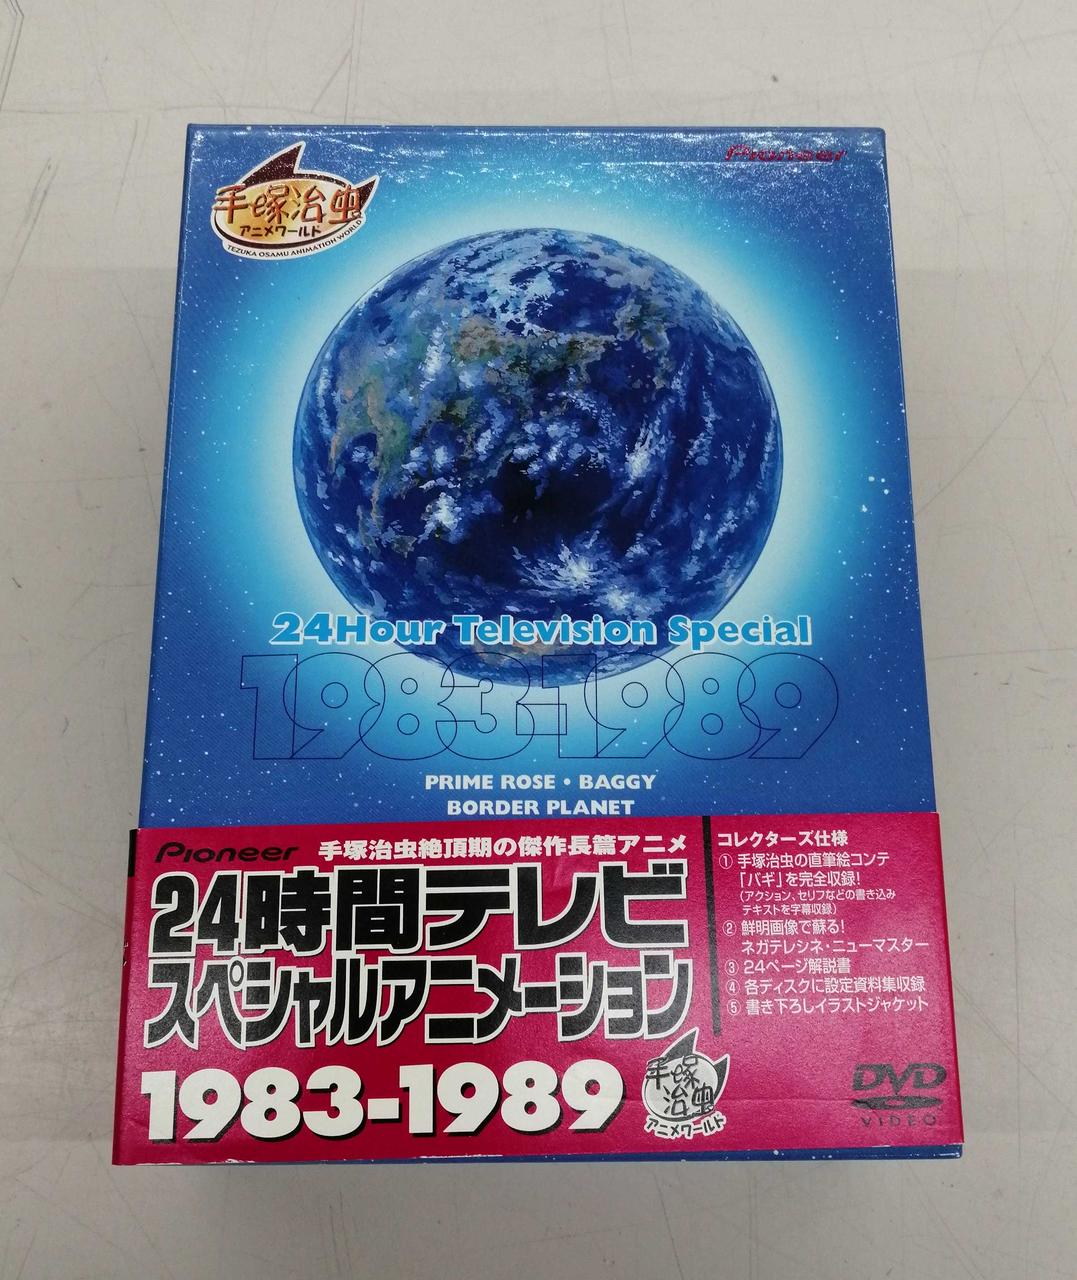 Pioneer
手塚治虫
アニメワールド
TEZUKA OSAMU ANIMATION WORLD
24Hour Television Special
1983-1989
PRIME ROSE・BAGGY
BORDER PLANET
Pioneer 手塚治虫絶頂期の傑作長篇アニメ
24時間テレビ
スペシャルアニメーション
1983-1989
手塚
治虫
アニメワールド
コレクターズ仕様
① 手塚治虫の直筆絵コンテ
「バギ」を完全収録!
(アクション、セリフなどの書き込み
テキストを字幕収録)
② 鮮明画像で蘇る!
ネガテレシネ・ニューマスター
③ 24ページ解説書
④ 各ディスクに設定資料集収録
⑤ 書き下ろしイラストジャケット
DVD
VIDEO